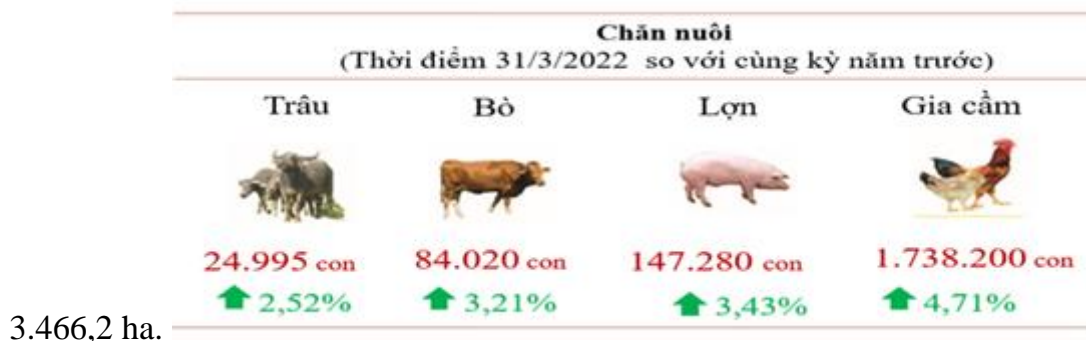 Chăn nuôi
(Thời điểm 31/3/2022 so với cùng kỳ năm trước)
Trâu Bò Lợn Gia cầm
24.995 con 84.020 con 147.280 con 1.738.200 con
2,52% 3,21% 3,43% 4,71%
3.466,2 ha.